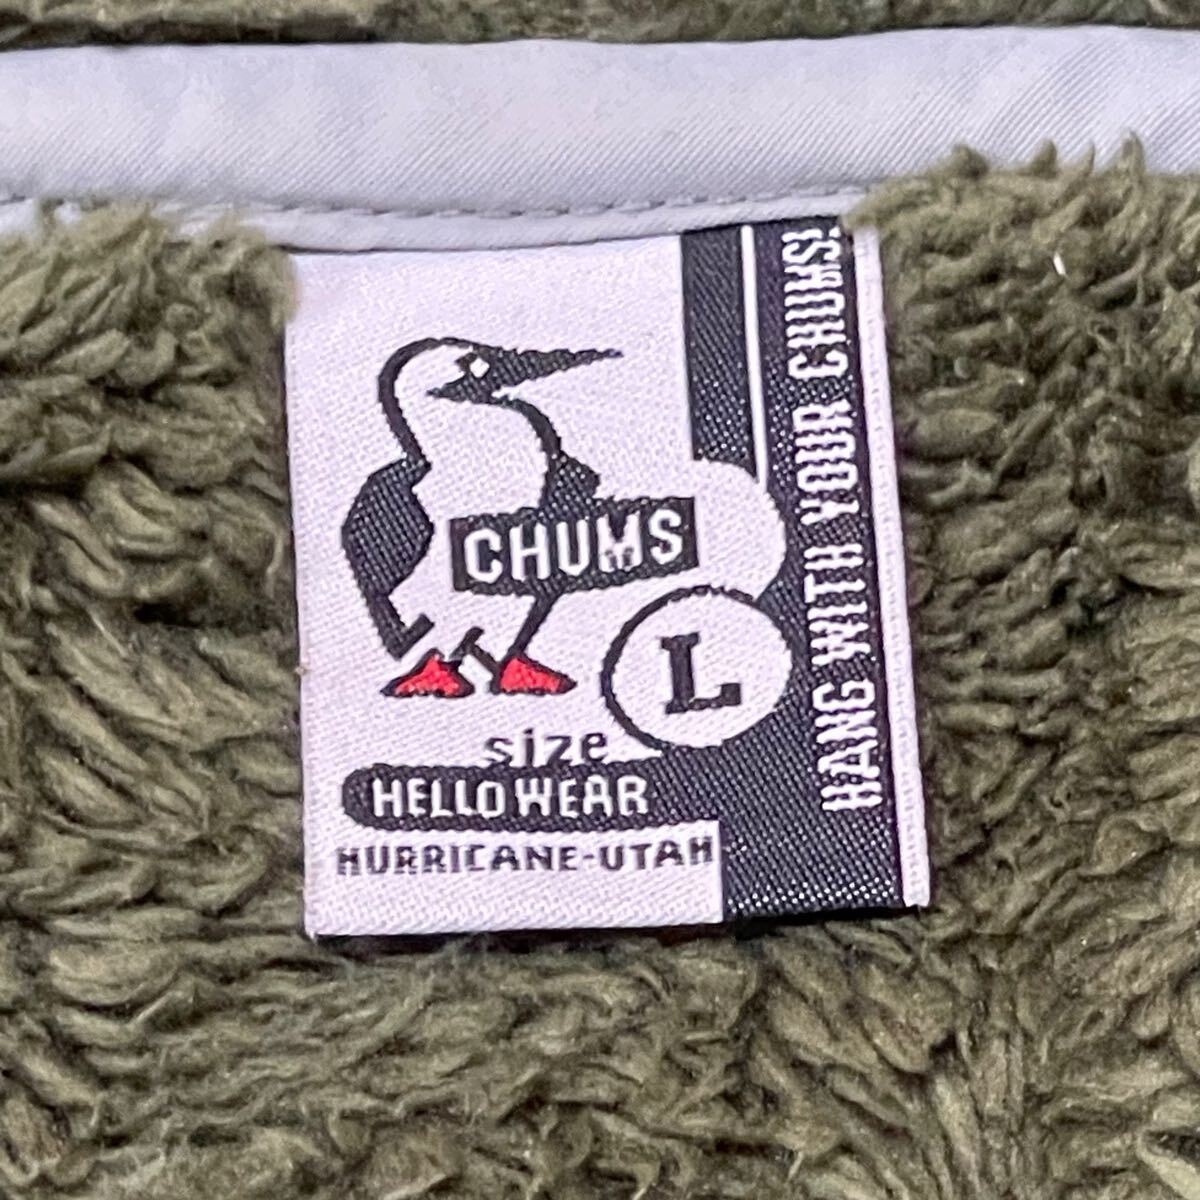 CHUMS
L
size
HELLO WEAR
HURRICANE-UTAH
HANG WITH YOUR CHUMS!